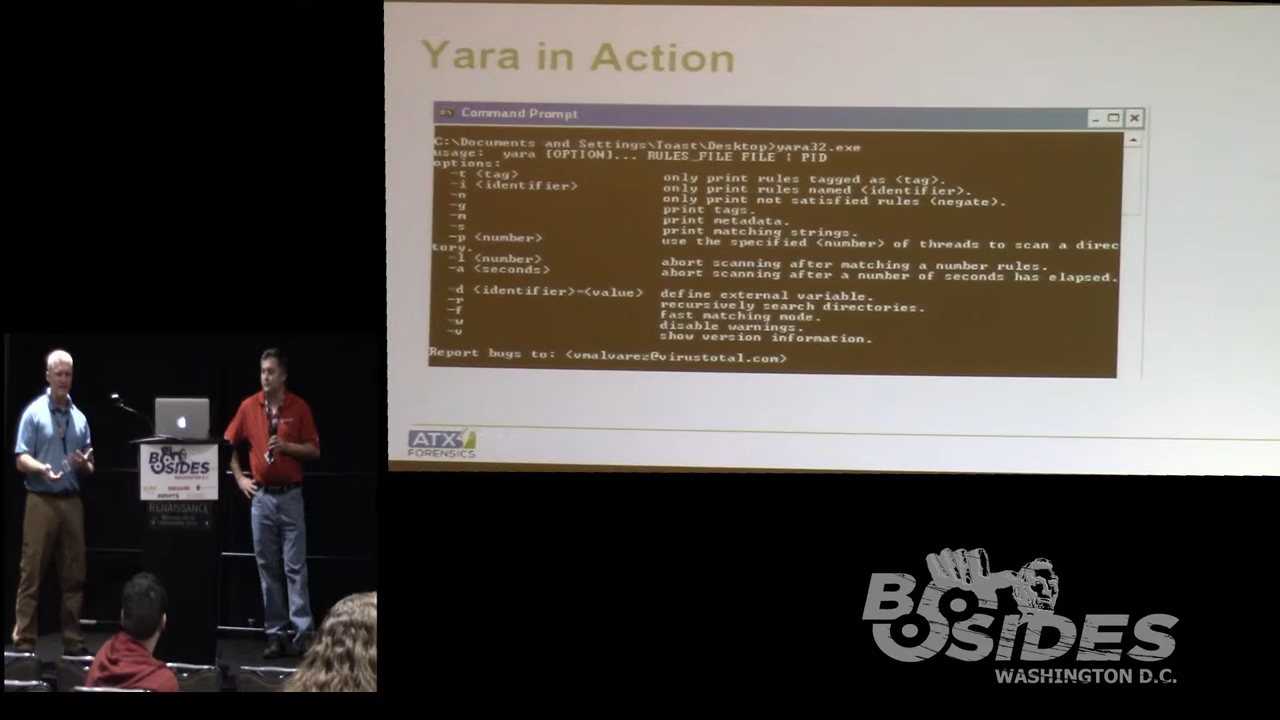 Yara in Action
Command Prompt
C:\Documents and Settings\Toast\Desktop>yara32.exe
usage: yara [OPTION]... RULES_FILE FILE | PID
options:
-t <tag> only print rules tagged as <tag>.
-i <identifier> only print rules named <identifier>.
-n only print not satisfied rules (negate).
-g print tags.
-m print metadata.
-s print matching strings.
-p <number> use the specified <number> of threads to scan a direc
tory.
-l <number> abort scanning after matching a number rules.
-a <seconds> abort scanning after a number of seconds has elapsed.
-d <identifier>=<value> define external variable.
-r recursively search directories.
-f fast matching mode.
-w disable warnings.
-v show version information.
Report bugs to: <vmalvarez@virustotal.com>
ATX
FORENSICS
BSIDES
WASHINGTON D.C.
RENAISSANCE
BSIDES
WASHINGTON D.C.